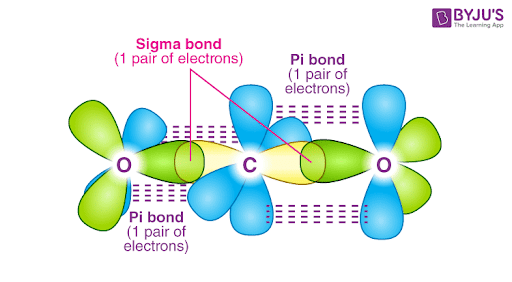 BYJU'S
The Learning App
Sigma bond
(1 pair of electrons)
Pi bond
(1 pair of
electrons)
O
C
O
Pi bond
(1 pair of
electrons)